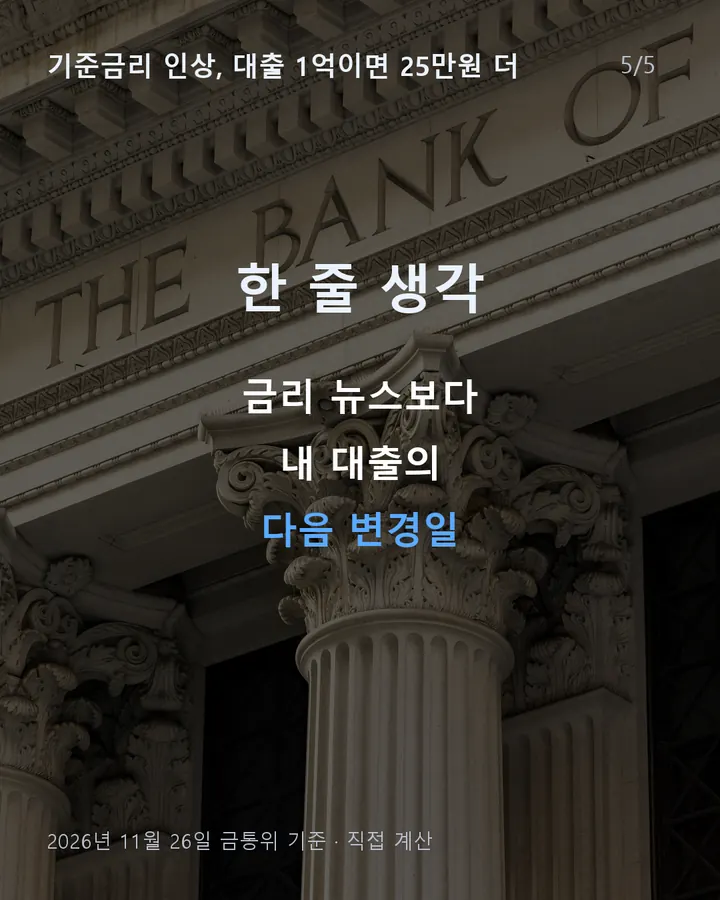 기준금리 인상, 대출 1억이면 25만원 더
5/5
THE BANK OF
한 줄 생각
금리 뉴스보다
내 대출의
다음 변경일
2026년 11월 26일 금통위 기준 · 직접 계산